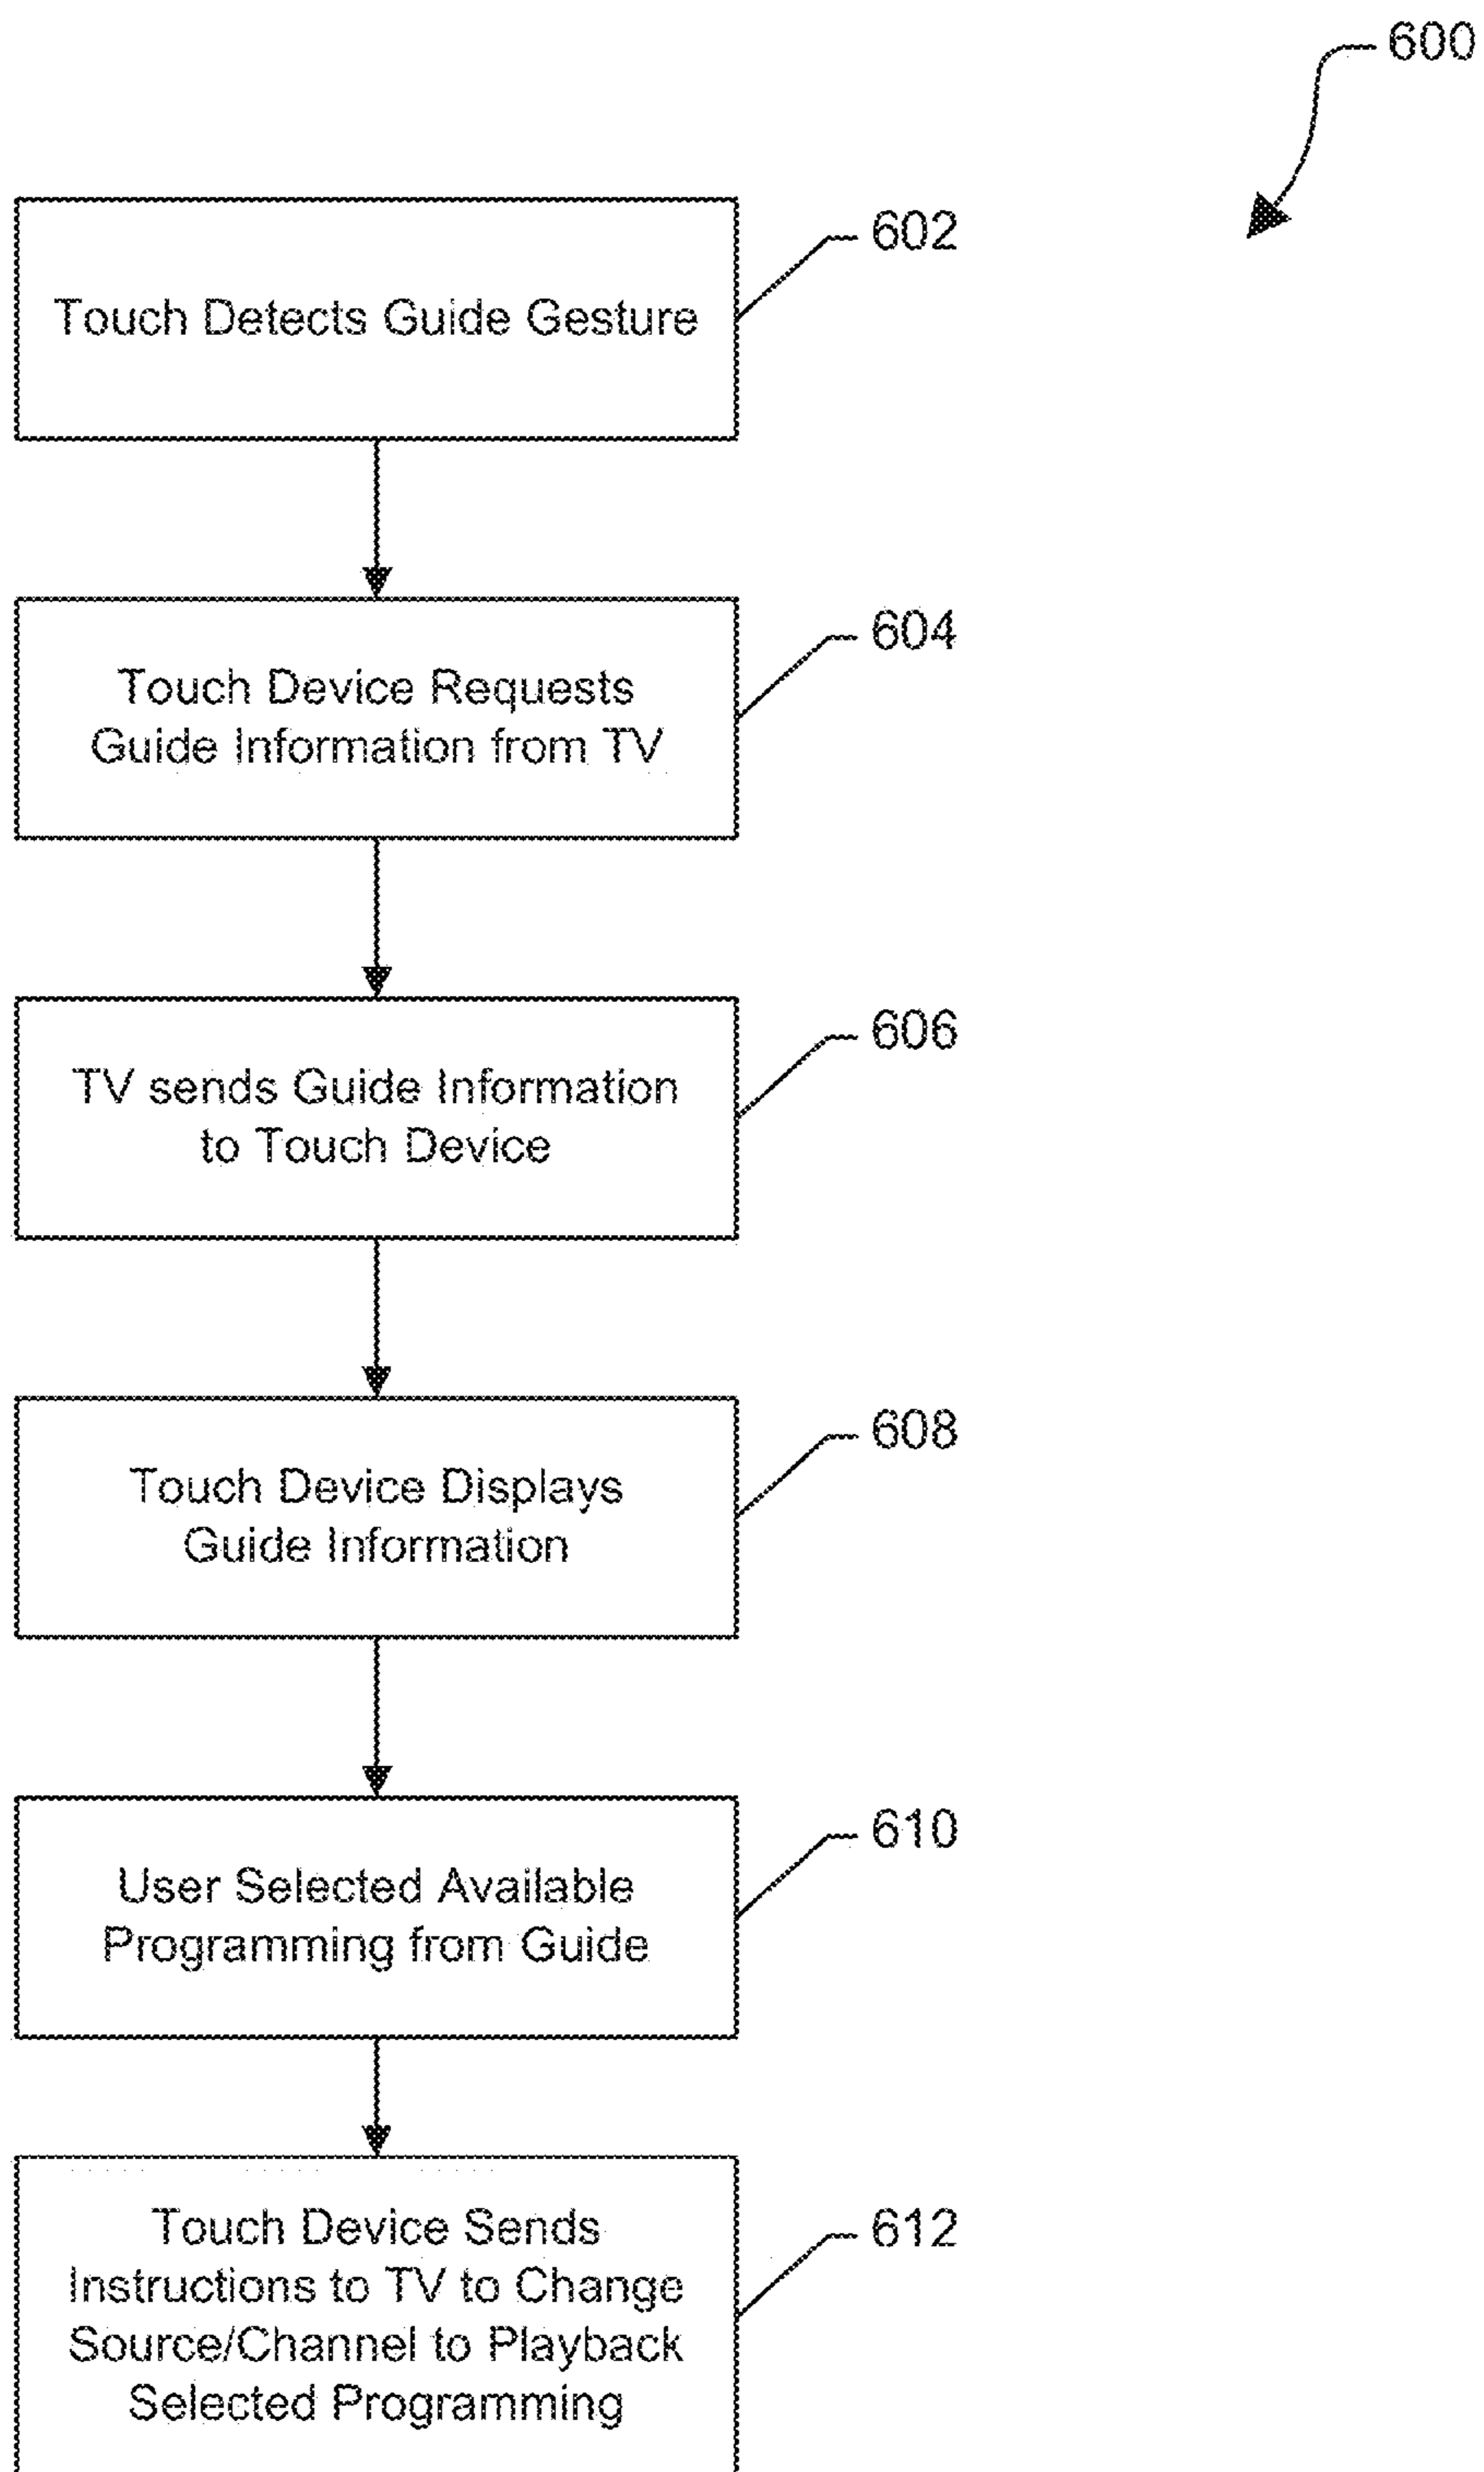 600
602
Touch Detects Guide Gesture
604
Touch Device Requests
Guide Information from TV
606
TV sends Guide Information
to Touch Device
608
Touch Device Displays
Guide Information
610
User Selected Available
Programming from Guide
612
Touch Device Sends
Instructions to TV to Change
Source/Channel to Playback
Selected Programming